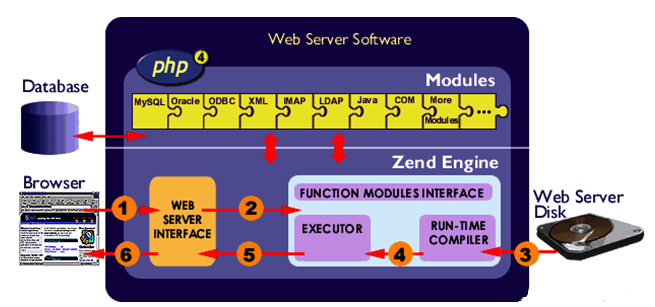 Web Server Software
php 4
Modules
Database
MySQL Oracle ODBC XML IMAP LDAP Java COM More Modules ...
Zend Engine
Browser
FUNCTION MODULES INTERFACE
Web Server
Disk
1
WEB
SERVER
INTERFACE
2
EXECUTOR
RUN-TIME
COMPILER
6
5
4
3